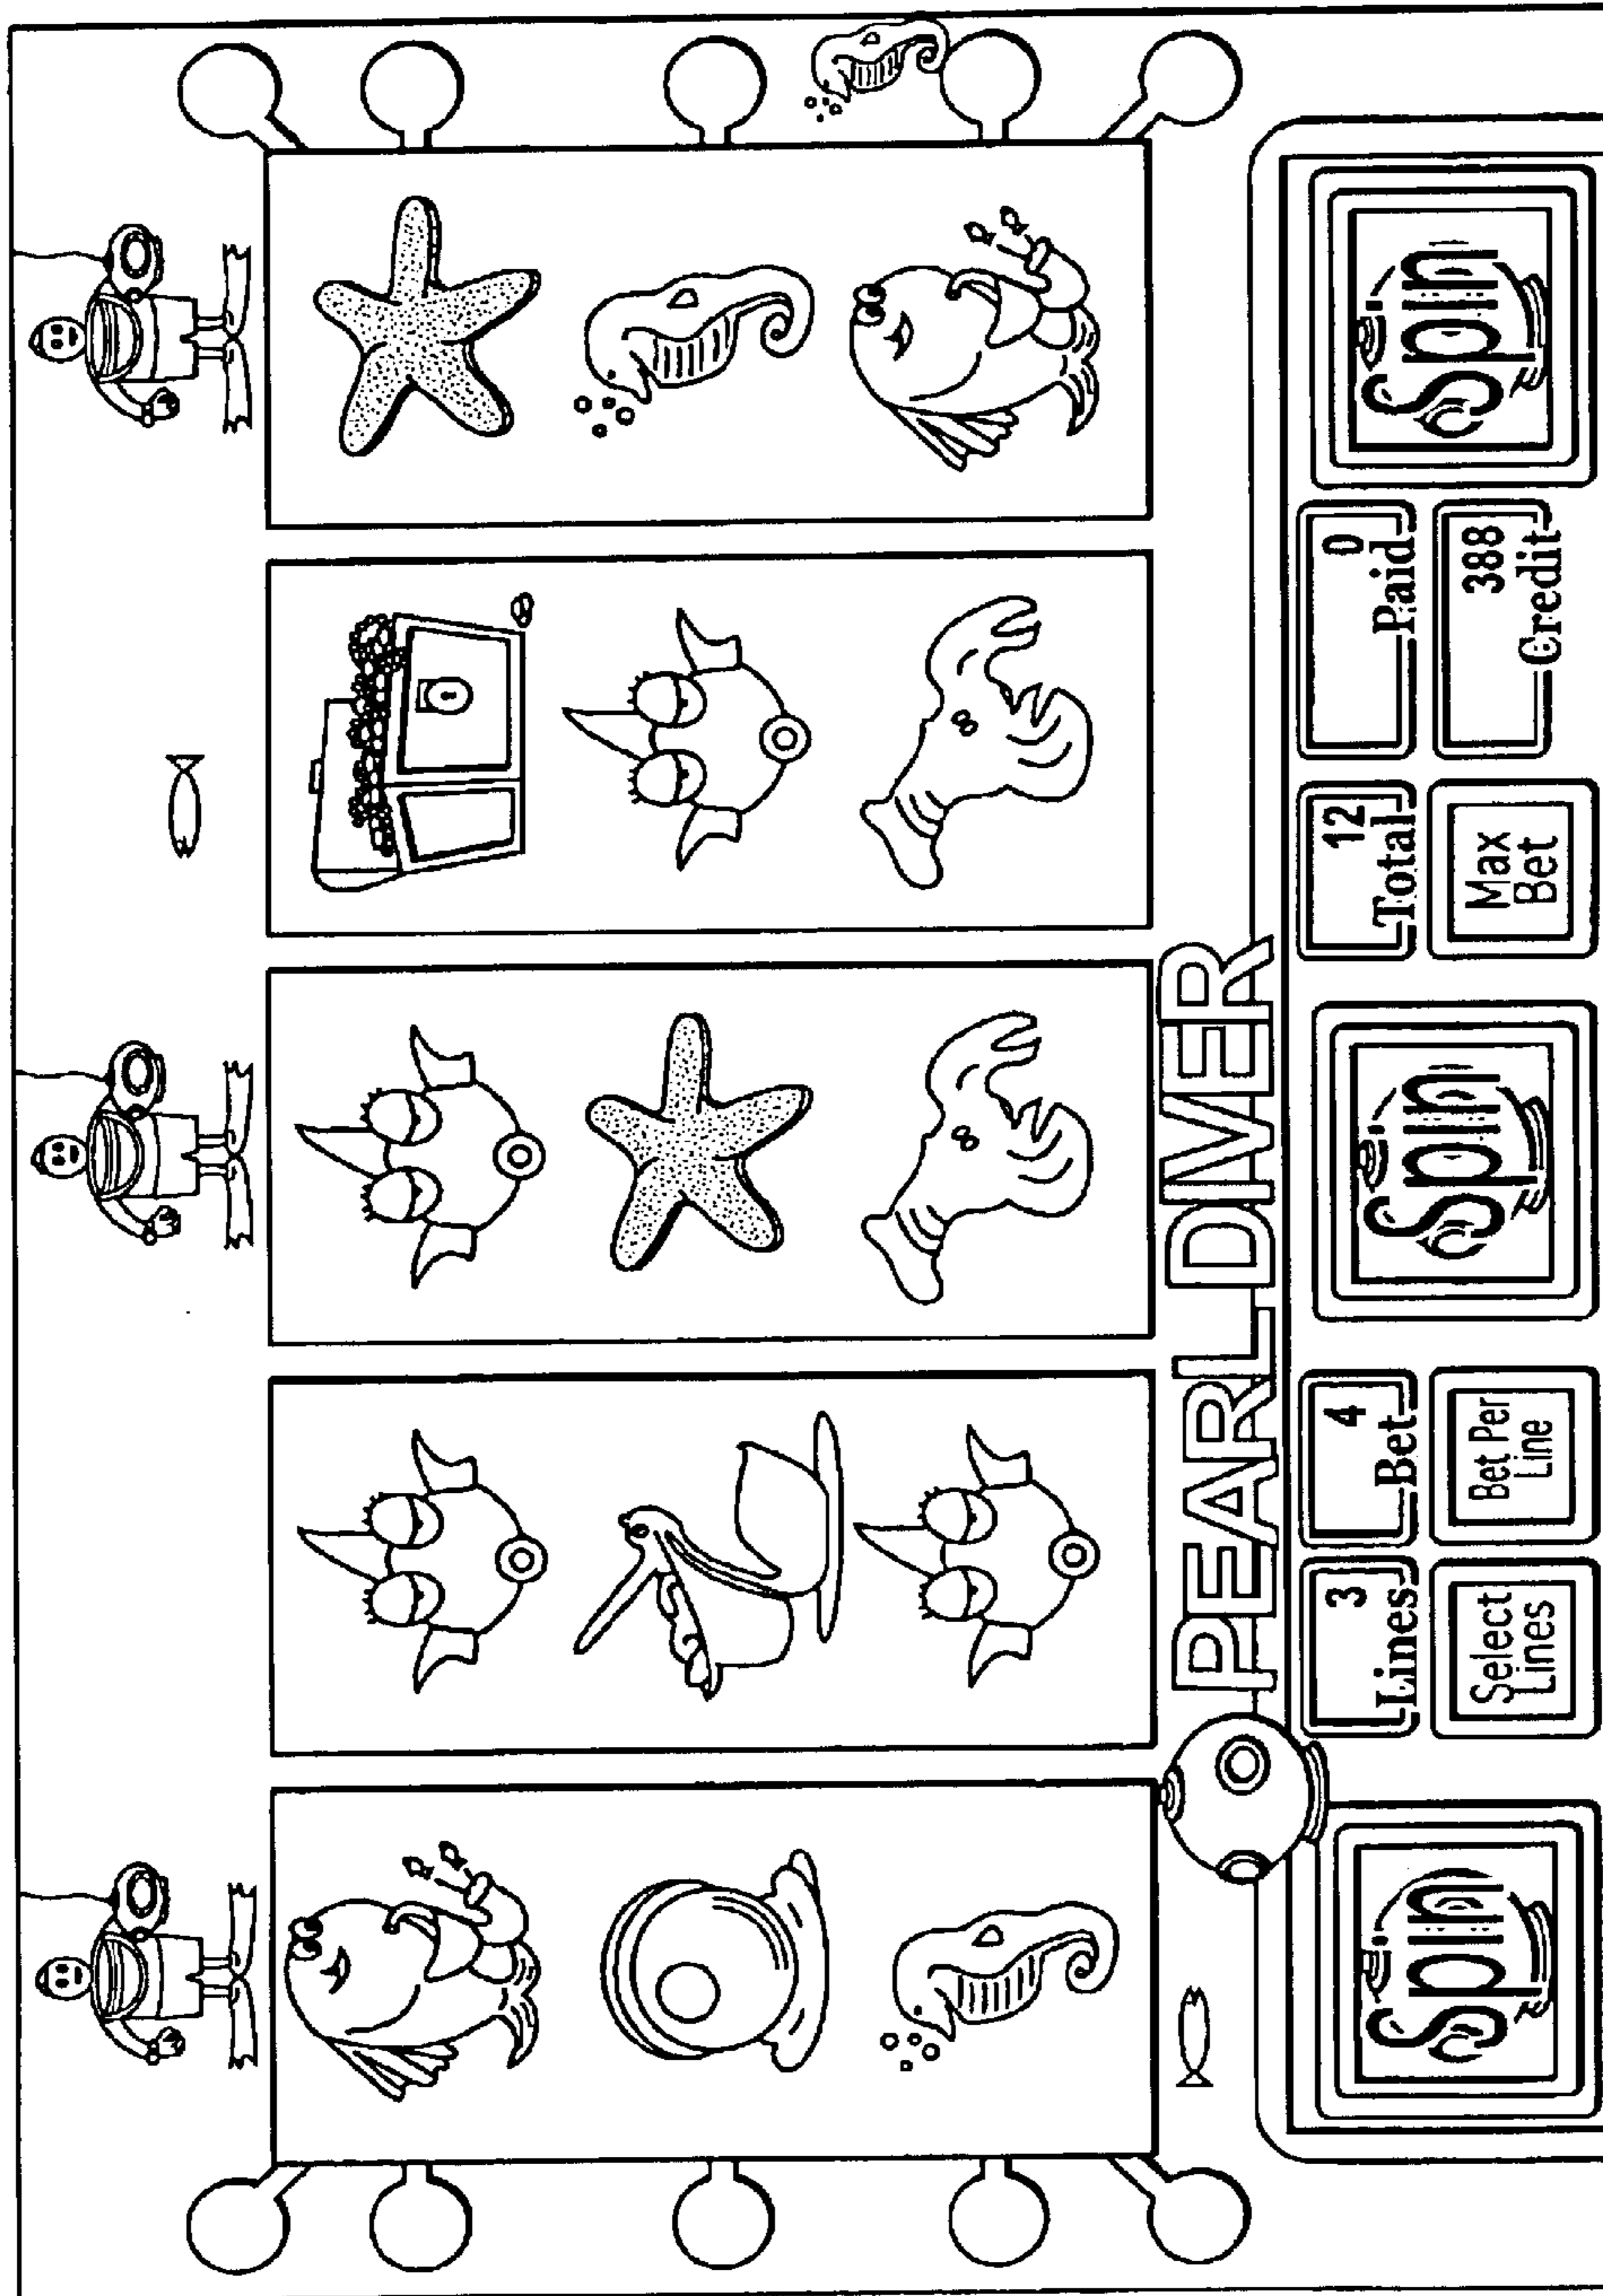 PEARL DIVER
Spin
3
Lines
4
Bet
Select
Lines
Bet Per
Line
Spin
12
Total
0
Paid
Max
Bet
388
Credit
Spin